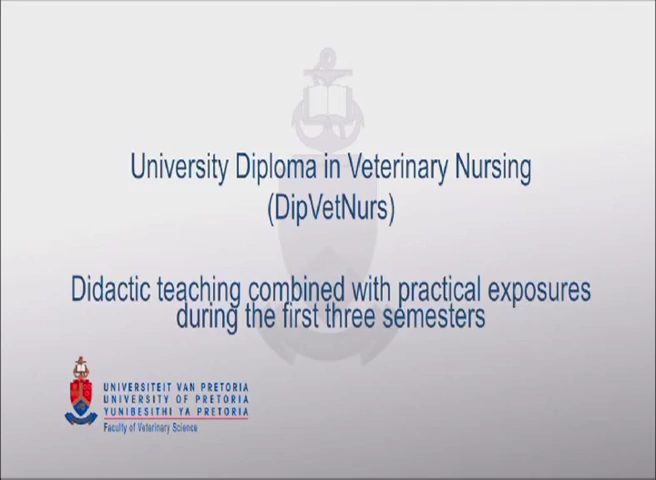 University Diploma in Veterinary Nursing
(DipVetNurs)
Didactic teaching combined with practical exposures
during the first three semesters
UNIVERSITEIT VAN PRETORIA
UNIVERSITY OF PRETORIA
YUNIBESITHI YA PRETORIA
Faculty of Veterinary Science